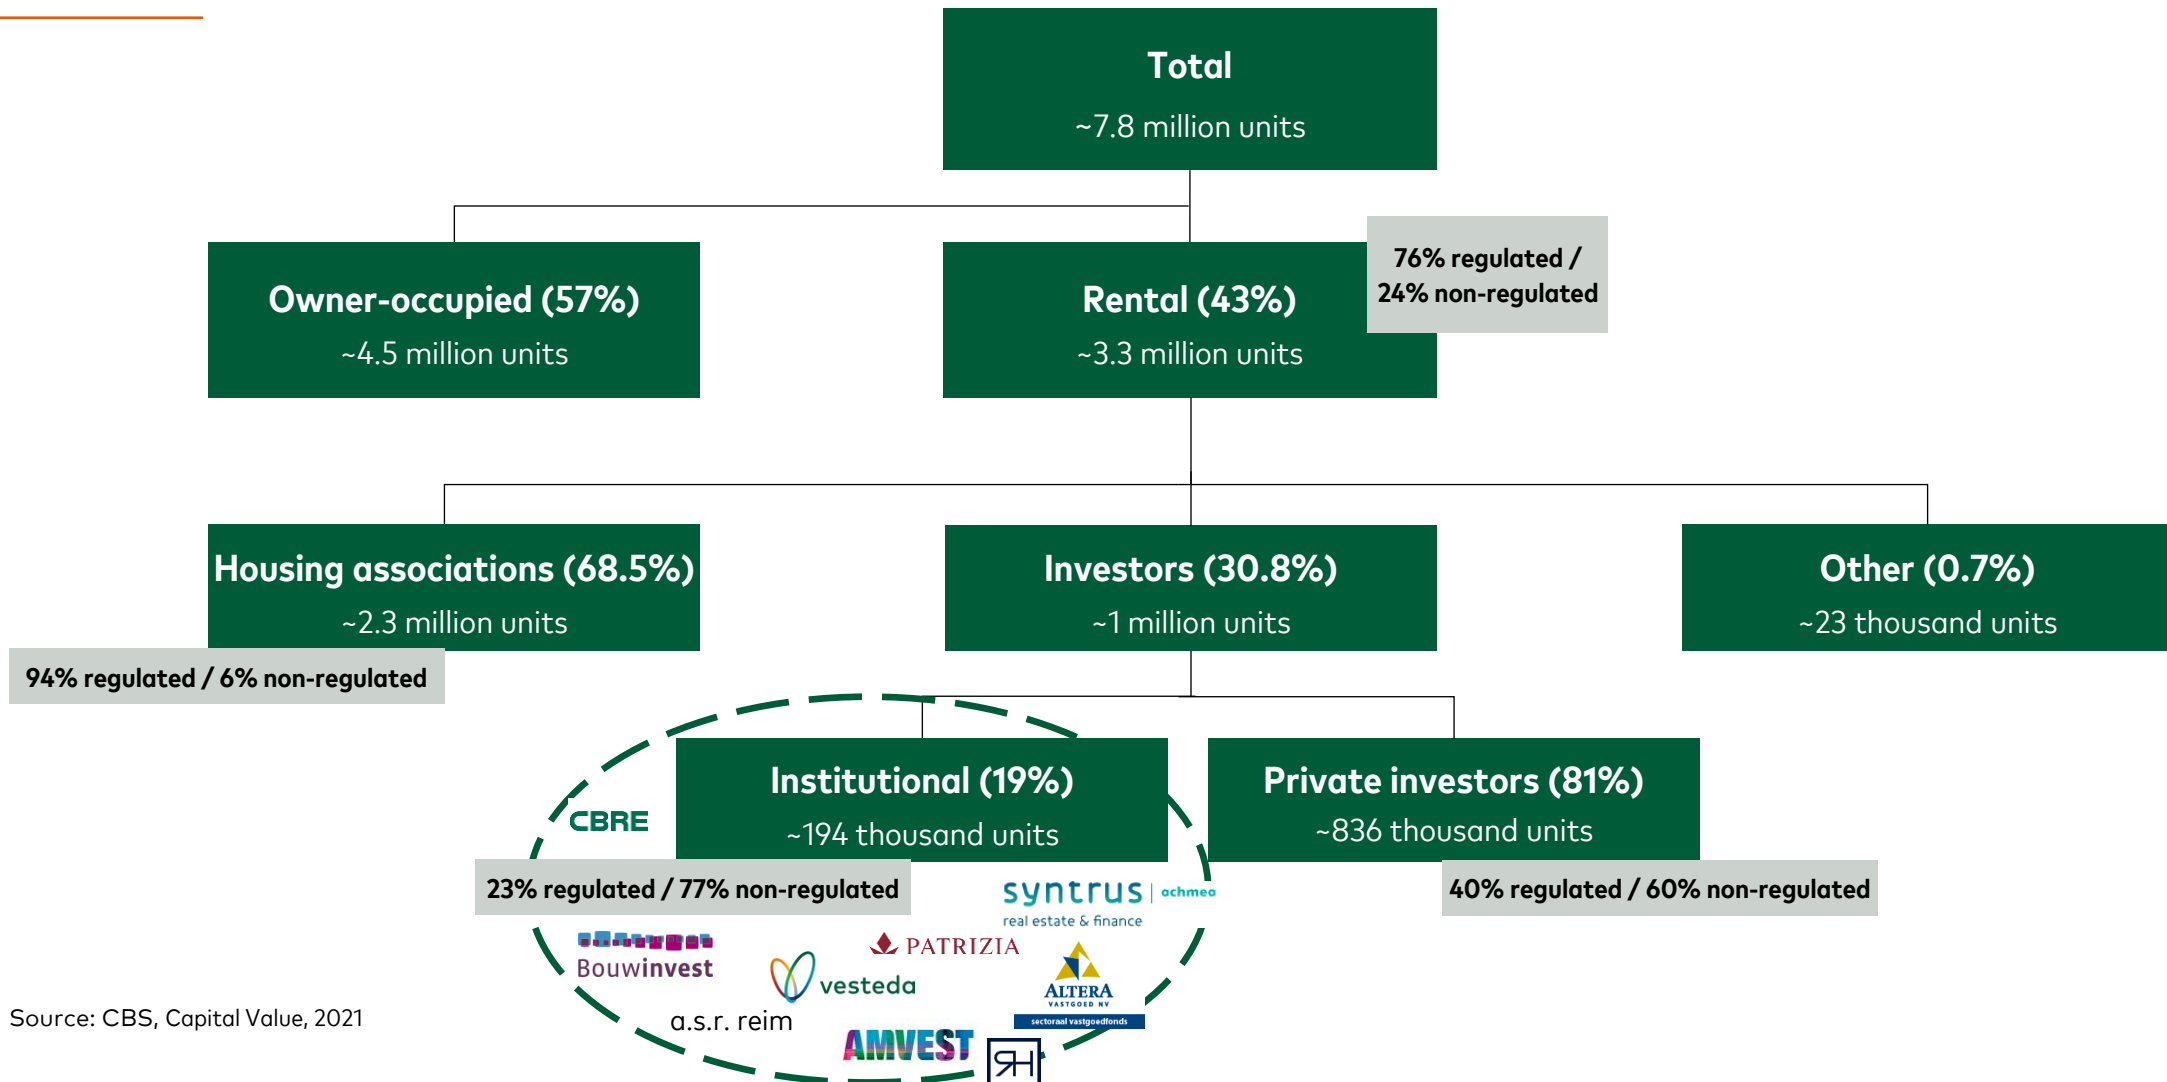 Total
~7.8 million units
Owner-occupied (57%)
~4.5 million units
Rental (43%)
~3.3 million units
76% regulated /
24% non-regulated
Housing associations (68.5%)
~2.3 million units
94% regulated / 6% non-regulated
Investors (30.8%)
~1 million units
Other (0.7%)
~23 thousand units
Institutional (19%)
~194 thousand units
23% regulated / 77% non-regulated
Private investors (81%)
~836 thousand units
40% regulated / 60% non-regulated
CBRE
syntrus | achmea
real estate & finance
Bouwinvest
PATRIZIA
vesteda
ALTERA
VASTGOED NV
sectoraal vastgoedfonds
a.s.r. reim
AMVEST
Source: CBS, Capital Value, 2021